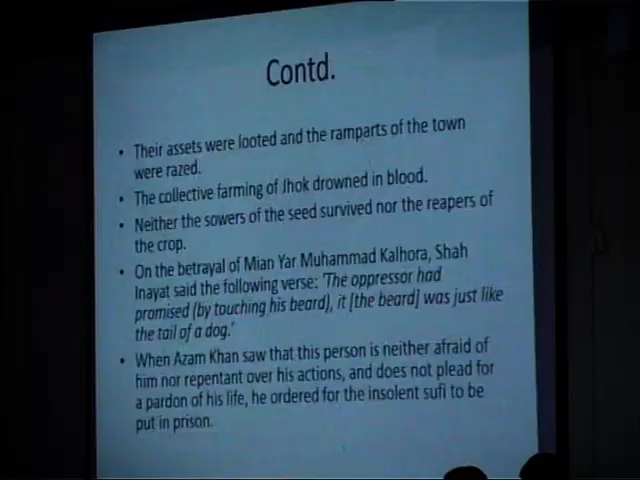 Contd.
• Their assets were looted and the ramparts of the town
were razed.
• The collective farming of Jhok drowned in blood.
• Neither the sowers of the seed survived nor the reapers of
the crop.
• On the betrayal of Mian Yar Muhammad Kalhora, Shah
Inayat said the following verse: 'The oppressor had
promised (by touching his beard), it [the beard] was just like
the tail of a dog.'
• When Azam Khan saw that this person is neither afraid of
him nor repentant over his actions, and does not plead for
a pardon of his life, he ordered for the insolent sufi to be
put in prison.